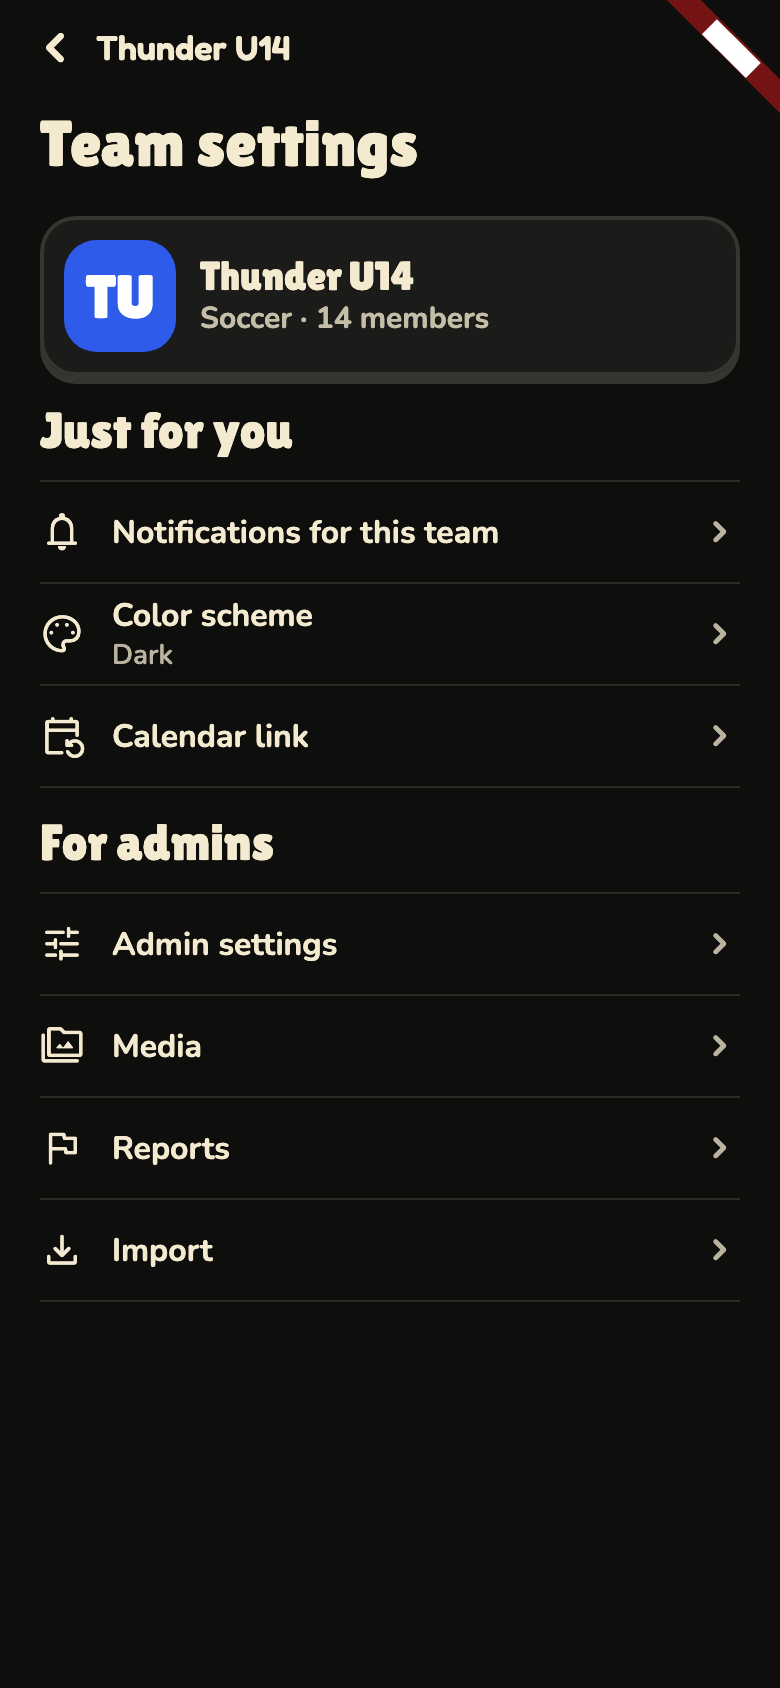 Thunder U14
Team settings
TU
Thunder U14
Soccer · 14 members
Just for you
Notifications for this team
Color scheme
Dark
Calendar link
For admins
Admin settings
Media
Reports
Import